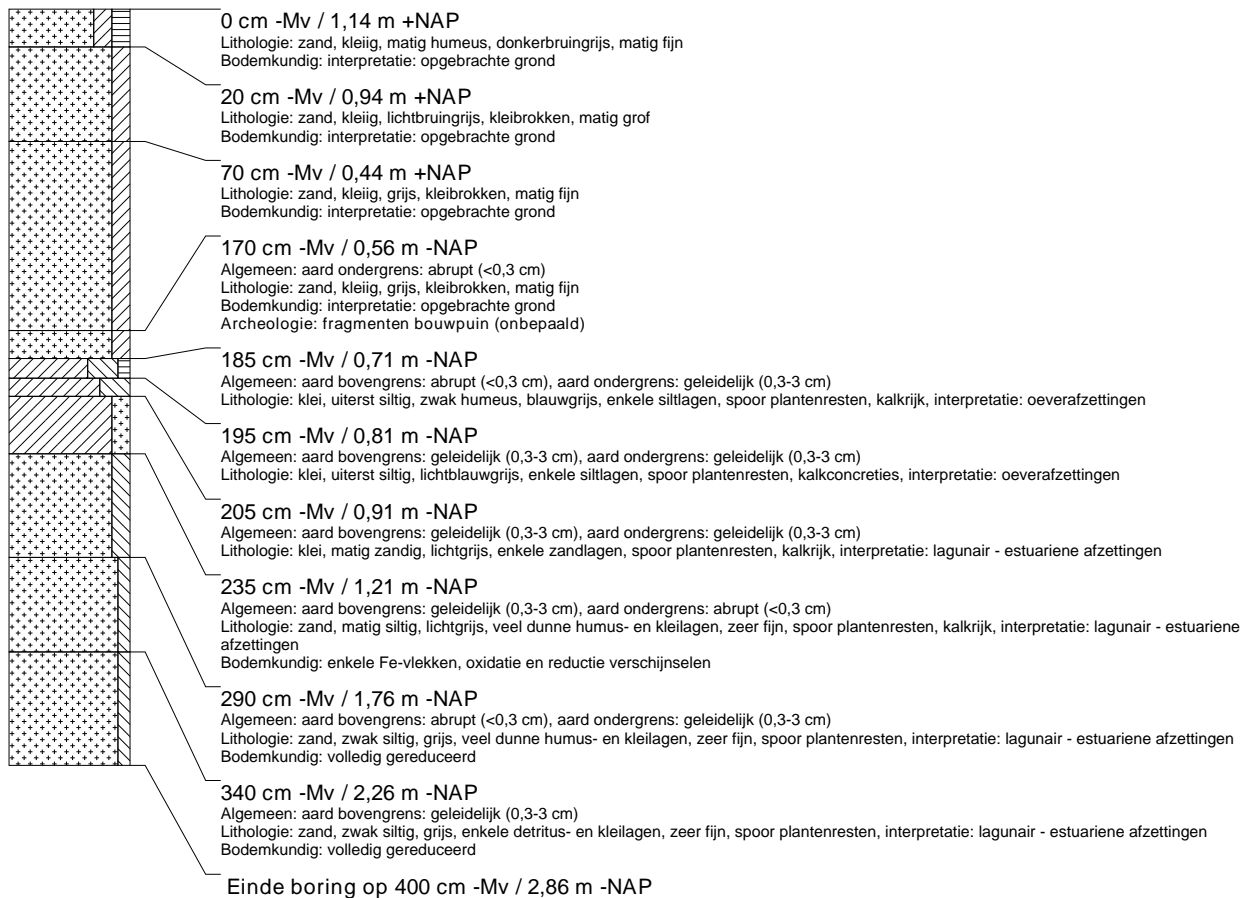 0 cm -Mv / 1,14 m +NAP
Lithologie: zand, kleiig, matig humeus, donkerbruingrijs, matig fijn
Bodemkundig: interpretatie: opgebrachte grond
20 cm -Mv / 0,94 m +NAP
Lithologie: zand, kleiig, lichtbruingrijs, kleibrokken, matig grof
Bodemkundig: interpretatie: opgebrachte grond
70 cm -Mv / 0,44 m +NAP
Lithologie: zand, kleiig, grijs, kleibrokken, matig fijn
Bodemkundig: interpretatie: opgebrachte grond
170 cm -Mv / 0,56 m -NAP
Algemeen: aard ondergrens: abrupt (<0,3 cm)
Lithologie: zand, kleiig, grijs, kleibrokken, matig fijn
Bodemkundig: interpretatie: opgebrachte grond
Archeologie: fragmenten bouwpuin (onbepaald)
185 cm -Mv / 0,71 m -NAP
Algemeen: aard bovengrens: abrupt (<0,3 cm), aard ondergrens: geleidelijk (0,3-3 cm)
Lithologie: klei, uiterst siltig, zwak humeus, blauwgrijs, enkele siltlagen, spoor plantenresten, kalkrijk, interpretatie: oeverafzettingen
195 cm -Mv / 0,81 m -NAP
Algemeen: aard bovengrens: geleidelijk (0,3-3 cm), aard ondergrens: geleidelijk (0,3-3 cm)
Lithologie: klei, uiterst siltig, lichtblauwgrijs, enkele siltlagen, spoor plantenresten, kalkconcreties, interpretatie: oeverafzettingen
205 cm -Mv / 0,91 m -NAP
Algemeen: aard bovengrens: geleidelijk (0,3-3 cm), aard ondergrens: geleidelijk (0,3-3 cm)
Lithologie: klei, matig zandig, lichtgrijs, enkele zandlagen, spoor plantenresten, kalkrijk, interpretatie: lagunair - estuariene afzettingen
235 cm -Mv / 1,21 m -NAP
Algemeen: aard bovengrens: geleidelijk (0,3-3 cm), aard ondergrens: abrupt (<0,3 cm)
Lithologie: zand, matig siltig, lichtgrijs, veel dunne humus- en kleilagen, zeer fijn, spoor plantenresten, kalkrijk, interpretatie: lagunair - estuariene
afzettingen
Bodemkundig: enkele Fe-vlekken, oxidatie en reductie verschijnselen
290 cm -Mv / 1,76 m -NAP
Algemeen: aard bovengrens: abrupt (<0,3 cm), aard ondergrens: geleidelijk (0,3-3 cm)
Lithologie: zand, zwak siltig, grijs, veel dunne humus- en kleilagen, zeer fijn, spoor plantenresten, interpretatie: lagunair - estuariene afzettingen
Bodemkundig: volledig gereduceerd
340 cm -Mv / 2,26 m -NAP
Algemeen: aard bovengrens: geleidelijk (0,3-3 cm)
Lithologie: zand, zwak siltig, grijs, enkele detritus- en kleilagen, zeer fijn, spoor plantenresten, interpretatie: lagunair - estuariene afzettingen
Bodemkundig: volledig gereduceerd
Einde boring op 400 cm -Mv / 2,86 m -NAP